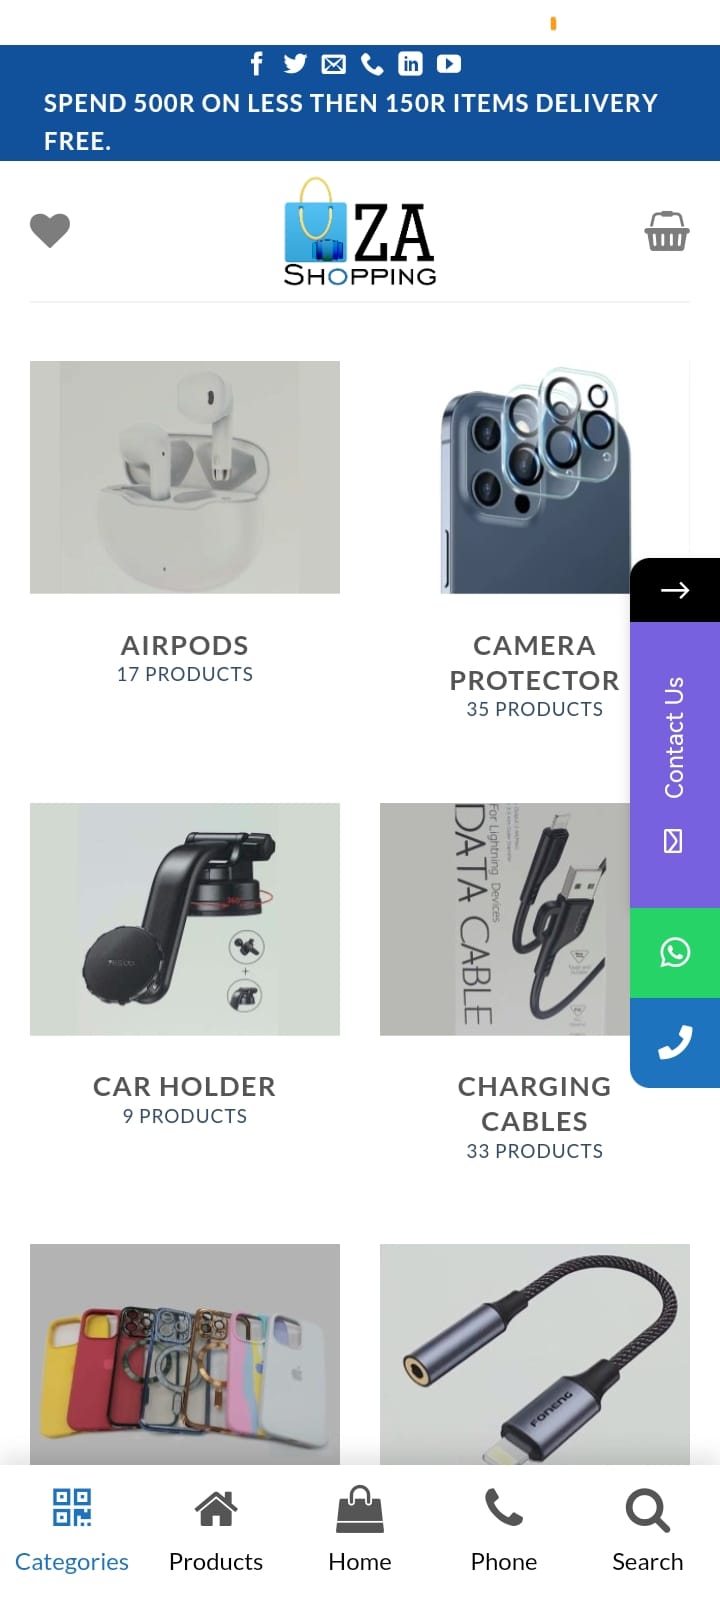 SPEND 500R ON LESS THEN 150R ITEMS DELIVERY
FREE.
ZA
SHOPPING
AIRPODS
17 PRODUCTS
CAMERA
PROTECTOR
35 PRODUCTS
Contact Us
360°
For Lightning Devices
DATA CABLE
CAR HOLDER
9 PRODUCTS
CHARGING
CABLES
33 PRODUCTS
FONENG
Categories
Products
Home
Phone
Search